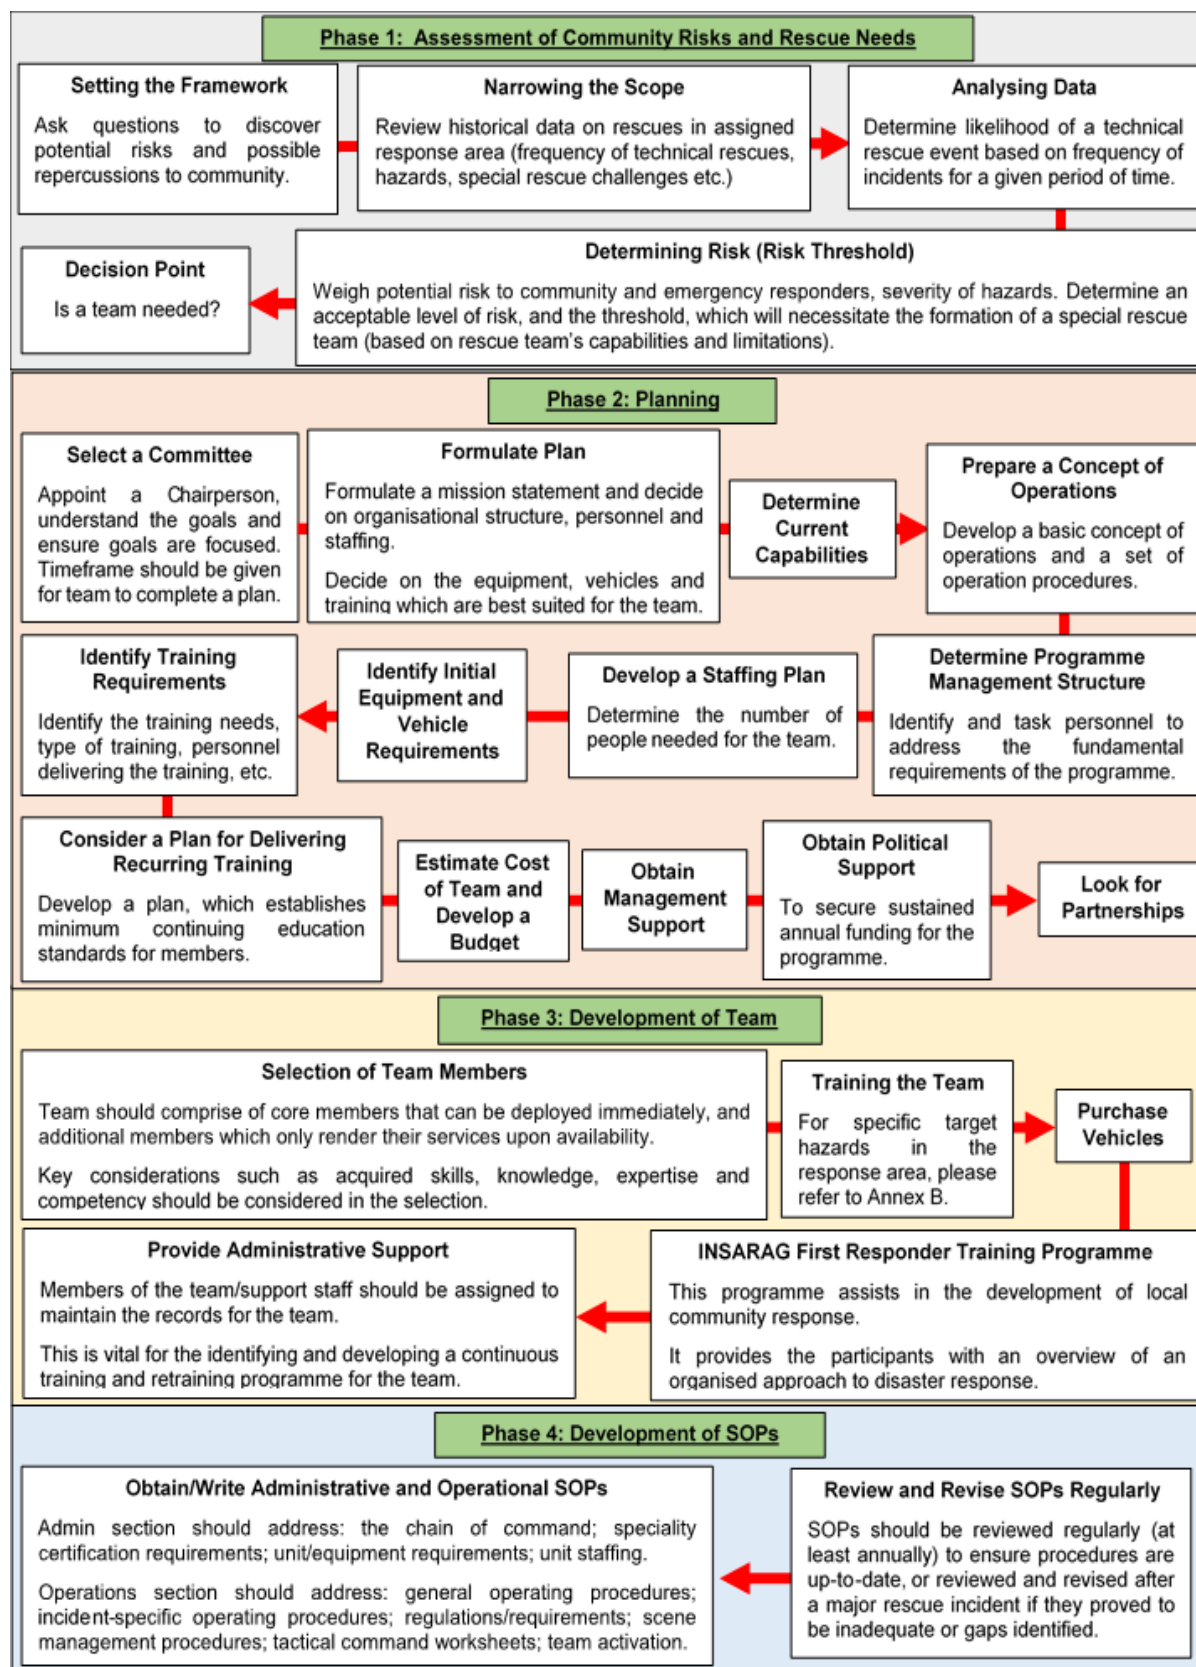 Phase 1: Assessment of Community Risks and Rescue Needs
Setting the Framework
Ask questions to discover
potential risks and possible
repercussions to community.
Narrowing the Scope
Review historical data on rescues in assigned
response area (frequency of technical rescues,
hazards, special rescue challenges etc.)
Analysing Data
Determine likelihood of a technical
rescue event based on frequency of
incidents for a given period of time.
Determining Risk (Risk Threshold)
Weigh potential risk to community and emergency responders, severity of hazards. Determine an
acceptable level of risk, and the threshold, which will necessitate the formation of a special rescue
team (based on rescue team's capabilities and limitations).
Decision Point
Is a team needed?
Phase 2: Planning
Select a Committee
Appoint a Chairperson,
understand the goals and
ensure goals are focused.
Timeframe should be given
for team to complete a plan.
Formulate Plan
Formulate a mission statement and decide
on organisational structure, personnel and
staffing.
Decide on the equipment, vehicles and
training which are best suited for the team.
Determine
Current
Capabilities
Prepare a Concept of
Operations
Develop a basic concept of
operations and a set of
operation procedures.
Determine Programme
Management Structure
Identify and task personnel to
address the fundamental
requirements of the programme.
Develop a Staffing Plan
Determine the number of
people needed for the team.
Identify Initial
Equipment and
Vehicle
Requirements
Identify Training
Requirements
Identify the training needs,
type of training, personnel
delivering the training, etc.
Consider a Plan for Delivering
Recurring Training
Develop a plan, which establishes
minimum continuing education
standards for members.
Estimate Cost
of Team and
Develop a
Budget
Obtain
Management
Support
Obtain Political
Support
To secure sustained
annual funding for the
programme.
Look for
Partnerships
Phase 3: Development of Team
Selection of Team Members
Team should comprise of core members that can be deployed immediately, and
additional members which only render their services upon availability.
Key considerations such as acquired skills, knowledge, expertise and
competency should be considered in the selection.
Training the Team
For specific target
hazards in the
response area, please
refer to Annex B.
Purchase
Vehicles
INSARAG First Responder Training Programme
This programme assists in the development of local
community response.
It provides the participants with an overview of an
organised approach to disaster response.
Provide Administrative Support
Members of the team/support staff should be assigned to
maintain the records for the team.
This is vital for the identifying and developing a continuous
training and retraining programme for the team.
Phase 4: Development of SOPs
Obtain/Write Administrative and Operational SOPs
Admin section should address: the chain of command; speciality
certification requirements; unit/equipment requirements; unit staffing.
Operations section should address: general operating procedures;
incident-specific operating procedures; regulations/requirements; scene
management procedures; tactical command worksheets; team activation.
Review and Revise SOPs Regularly
SOPs should be reviewed regularly (at
least annually) to ensure procedures are
up-to-date, or reviewed and revised after
a major rescue incident if they proved to
be inadequate or gaps identified.